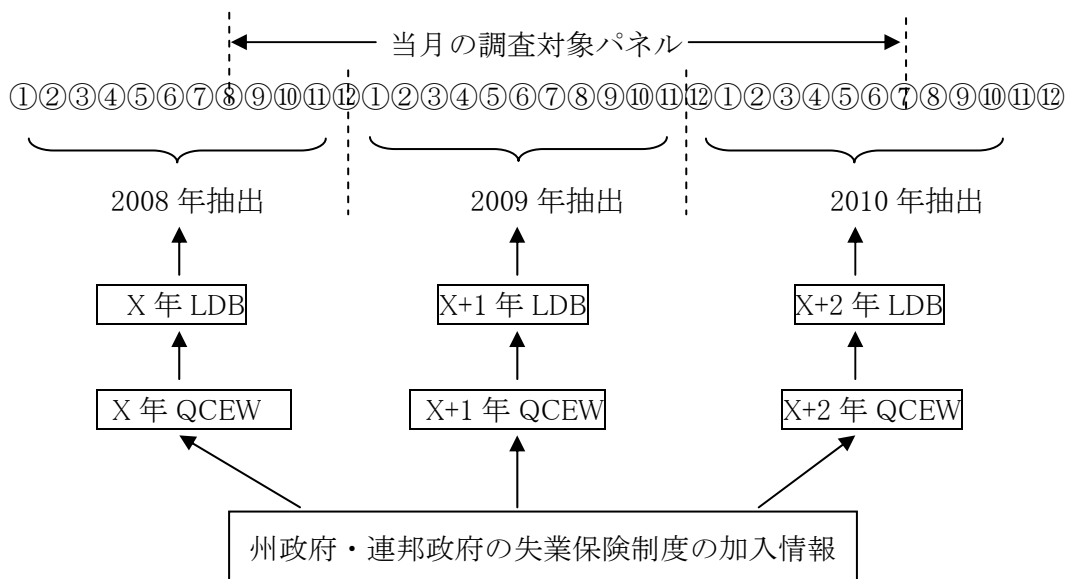 当月の調査対象パネル
①②③④⑤⑥⑦⑧⑨⑩⑪⑫①②③④⑤⑥⑦⑧⑨⑩⑪⑫①②③④⑤⑥⑦⑧⑨⑩⑪⑫
2008 年抽出 2009 年抽出 2010 年抽出
X 年 LDB X+1 年 LDB X+2 年 LDB
X 年 QCEW X+1 年 QCEW X+2 年 QCEW
州政府・連邦政府の失業保険制度の加入情報